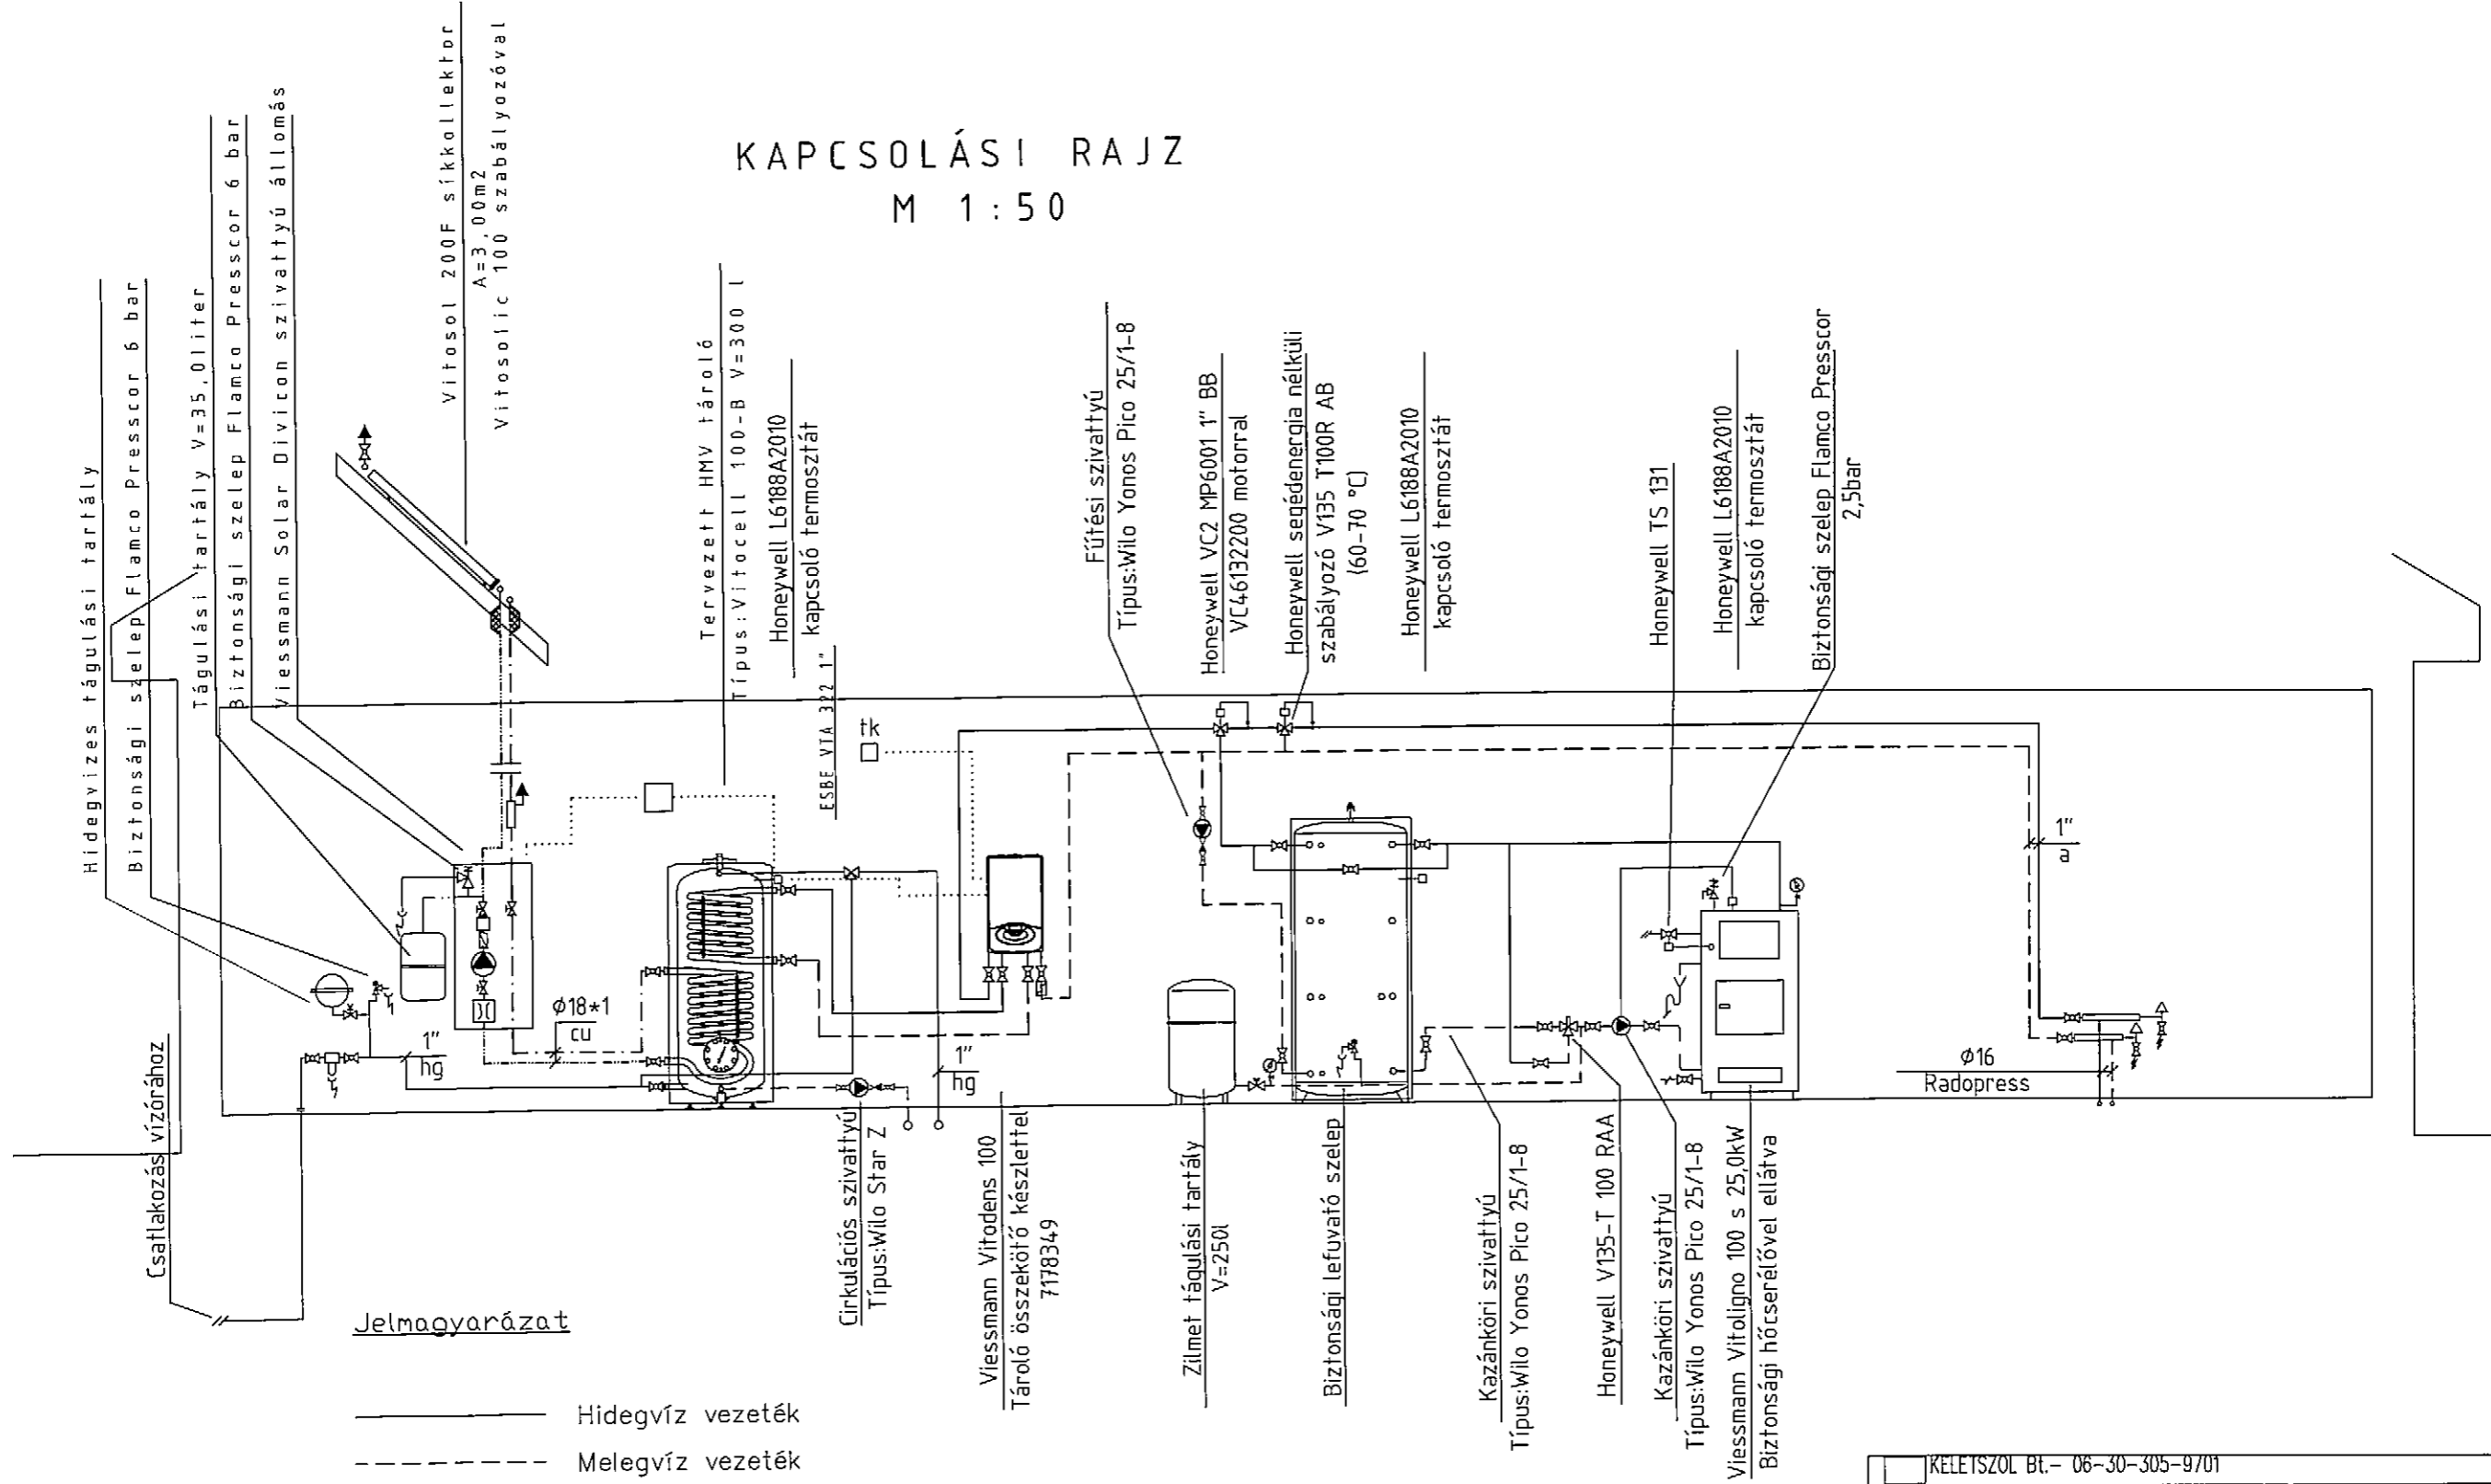 KAPCSOLÁSI RAJZ
M 1:50
Hidegvizes tágulási tartály
Biztonsági szelep Flamco Presscor 6 bar
Tágulási tartály V=35,0liter
Biztonsági szelep Flamco Presscor 6 bar
Viessmann Solar Divicon szivattyú állomás
Vitosol 200F síkkollektor
A=3,00m2
Vitosolic 100 szabályozóval
Tervezett HMV tároló
Típus:Vitocell 100-B V=300 l
Honeywell L6188A2010
kapcsoló termosztát
ESBE VTA 322 1"
tk
Fűtési szivattyú
Típus:Wilo Yonos Pico 25/1-8
Honeywell VC2 MP6001 1" BB
VC4613ZZ00 motorral
Honeywell segédenergia nélküli
szabályozó V135 T100R AB
(60-70 °C)
Honeywell L6188A2010
kapcsoló termosztát
Honeywell TS 131
Honeywell L6188A2010
kapcsoló termosztát
Biztonsági szelep Flamco Presscor
2,5bar
1"
a
Ø18*1
cu
1"
hg
1"
hg
Ø16
Radopress
Csatlakozás vízórához
Cirkulációs szivattyú
Típus:Wilo Star Z
Viessmann Vitodens 100
Tároló összekötő készlettel
7178349
Zilmet tágulási tartály
V=250l
Biztonsági lefuvató szelep
Kazánköri szivattyú
Típus:Wilo Yonos Pico 25/1-8
Honeywell V135-T 100 RAA
Kazánköri szivattyú
Típus:Wilo Yonos Pico 25/1-8
Viessmann Vitoligno 100 s 25,0kW
Biztonsági hőcserélővel ellátva
Jelmagyarázat
Hidegvíz vezeték
Melegvíz vezeték
KELETSZOL Bt.- 06-30-305-9701